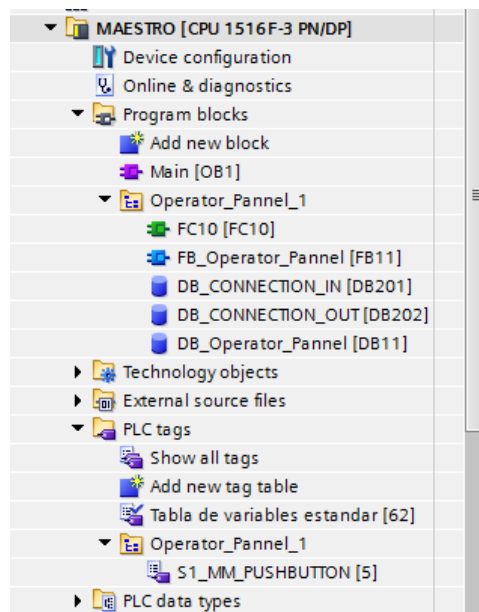 MAESTRO [CPU 1516F-3 PN/DP]
Device configuration
Online & diagnostics
Program blocks
Add new block
Main [OB1]
Operator_Pannel_1
FC10 [FC10]
FB_Operator_Pannel [FB11]
DB_CONNECTION_IN [DB201]
DB_CONNECTION_OUT [DB202]
DB_Operator_Pannel [DB11]
Technology objects
External source files
PLC tags
Show all tags
Add new tag table
Tabla de variables estandar [62]
Operator_Pannel_1
S1_MM_PUSHBUTTON [5]
PLC data types